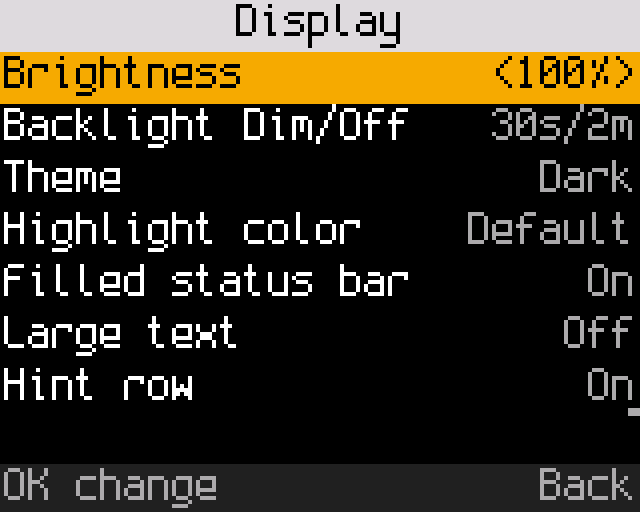 Display
Brightness <100%>
Backlight Dim/Off 30s/2m
Theme Dark
Highlight color Default
Filled status bar On
Large text Off
Hint row On
OK change Back